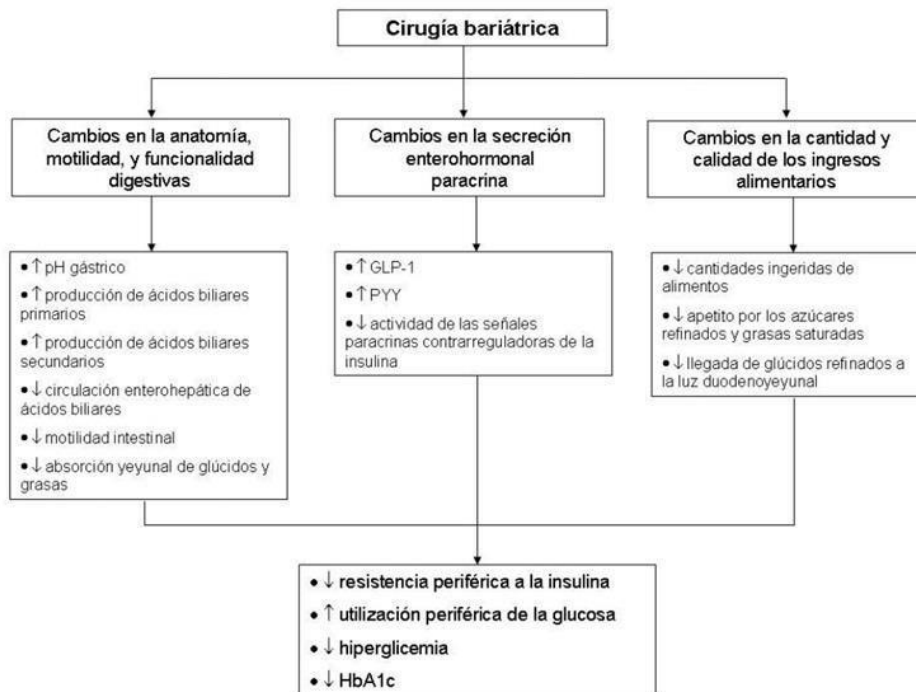 Cirugía bariátrica
Cambios en la anatomía,
motilidad, y funcionalidad
digestivas
Cambios en la secreción
enterohormonal
paracrina
Cambios en la cantidad y
calidad de los ingresos
alimentarios
• ↑ pH gástrico
• ↑ producción de ácidos biliares
primarios
• ↑ producción de ácidos biliares
secundarios
• ↓ circulación enterohepática de
ácidos biliares
• ↓ motilidad intestinal
• ↓ absorción yeyunal de glúcidos y
grasas
• ↑ GLP-1
• ↑ PYY
• ↓ actividad de las señales
paracrinas contrarreguladoras de la
insulina
• ↓ cantidades ingeridas de
alimentos
• ↓ apetito por los azúcares
refinados y grasas saturadas
• ↓ llegada de glúcidos refinados a
la luz duodenoyeyunal
• ↓ resistencia periférica a la insulina
• ↑ utilización periférica de la glucosa
• ↓ hiperglicemia
• ↓ HbA1c